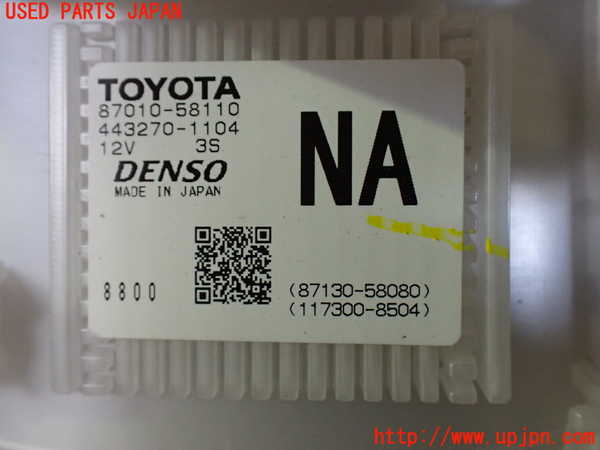 USED PARTS JAPAN
TOYOTA
87010-58110
443270-1104
12V 3S
DENSO
MADE IN JAPAN
NA
8800
(87130-58080)
(117300-8504)
http://www.upjpn.com/